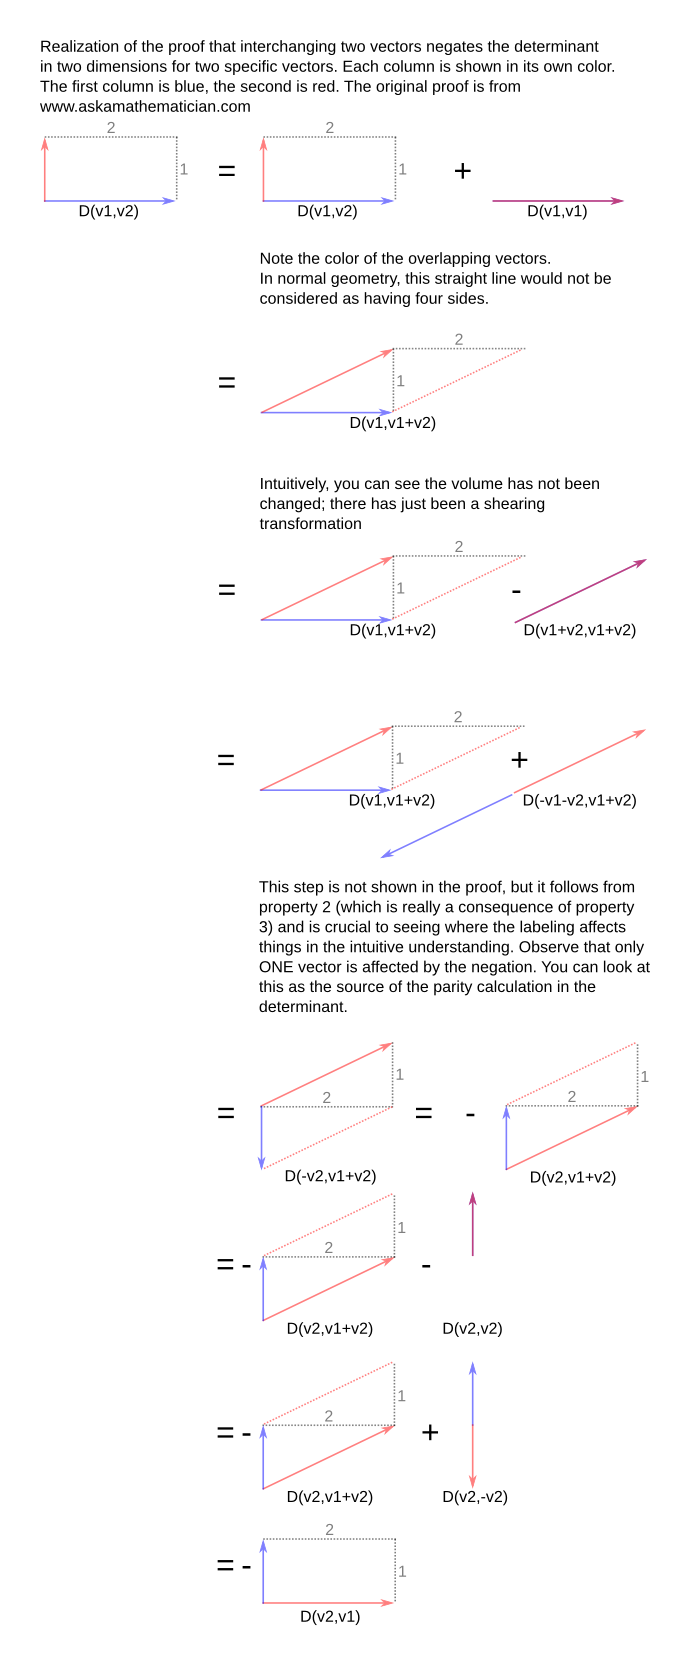 Realization of the proof that interchanging two vectors negates the determinant
in two dimensions for two specific vectors. Each column is shown in its own color.
The first column is blue, the second is red. The original proof is from
www.askamathematician.com
2 2
1 = 1 +
D(v1,v2) D(v1,v2) D(v1,v1)
Note the color of the overlapping vectors.
In normal geometry, this straight line would not be
considered as having four sides.
2
= 1
D(v1,v1+v2)
Intuitively, you can see the volume has not been
changed; there has just been a shearing
transformation
2
= 1 -
D(v1,v1+v2) D(v1+v2,v1+v2)
2
= 1 +
D(v1,v1+v2) D(-v1-v2,v1+v2)
This step is not shown in the proof, but it follows from
property 2 (which is really a consequence of property
3) and is crucial to seeing where the labeling affects
things in the intuitive understanding. Observe that only
ONE vector is affected by the negation. You can look at
this as the source of the parity calculation in the
determinant.
1 1
2 2
= = -
D(-v2,v1+v2) D(v2,v1+v2)
1
2
= - -
D(v2,v1+v2) D(v2,v2)
1
2
= - +
D(v2,v1+v2) D(v2,-v2)
2
= - 1
D(v2,v1)